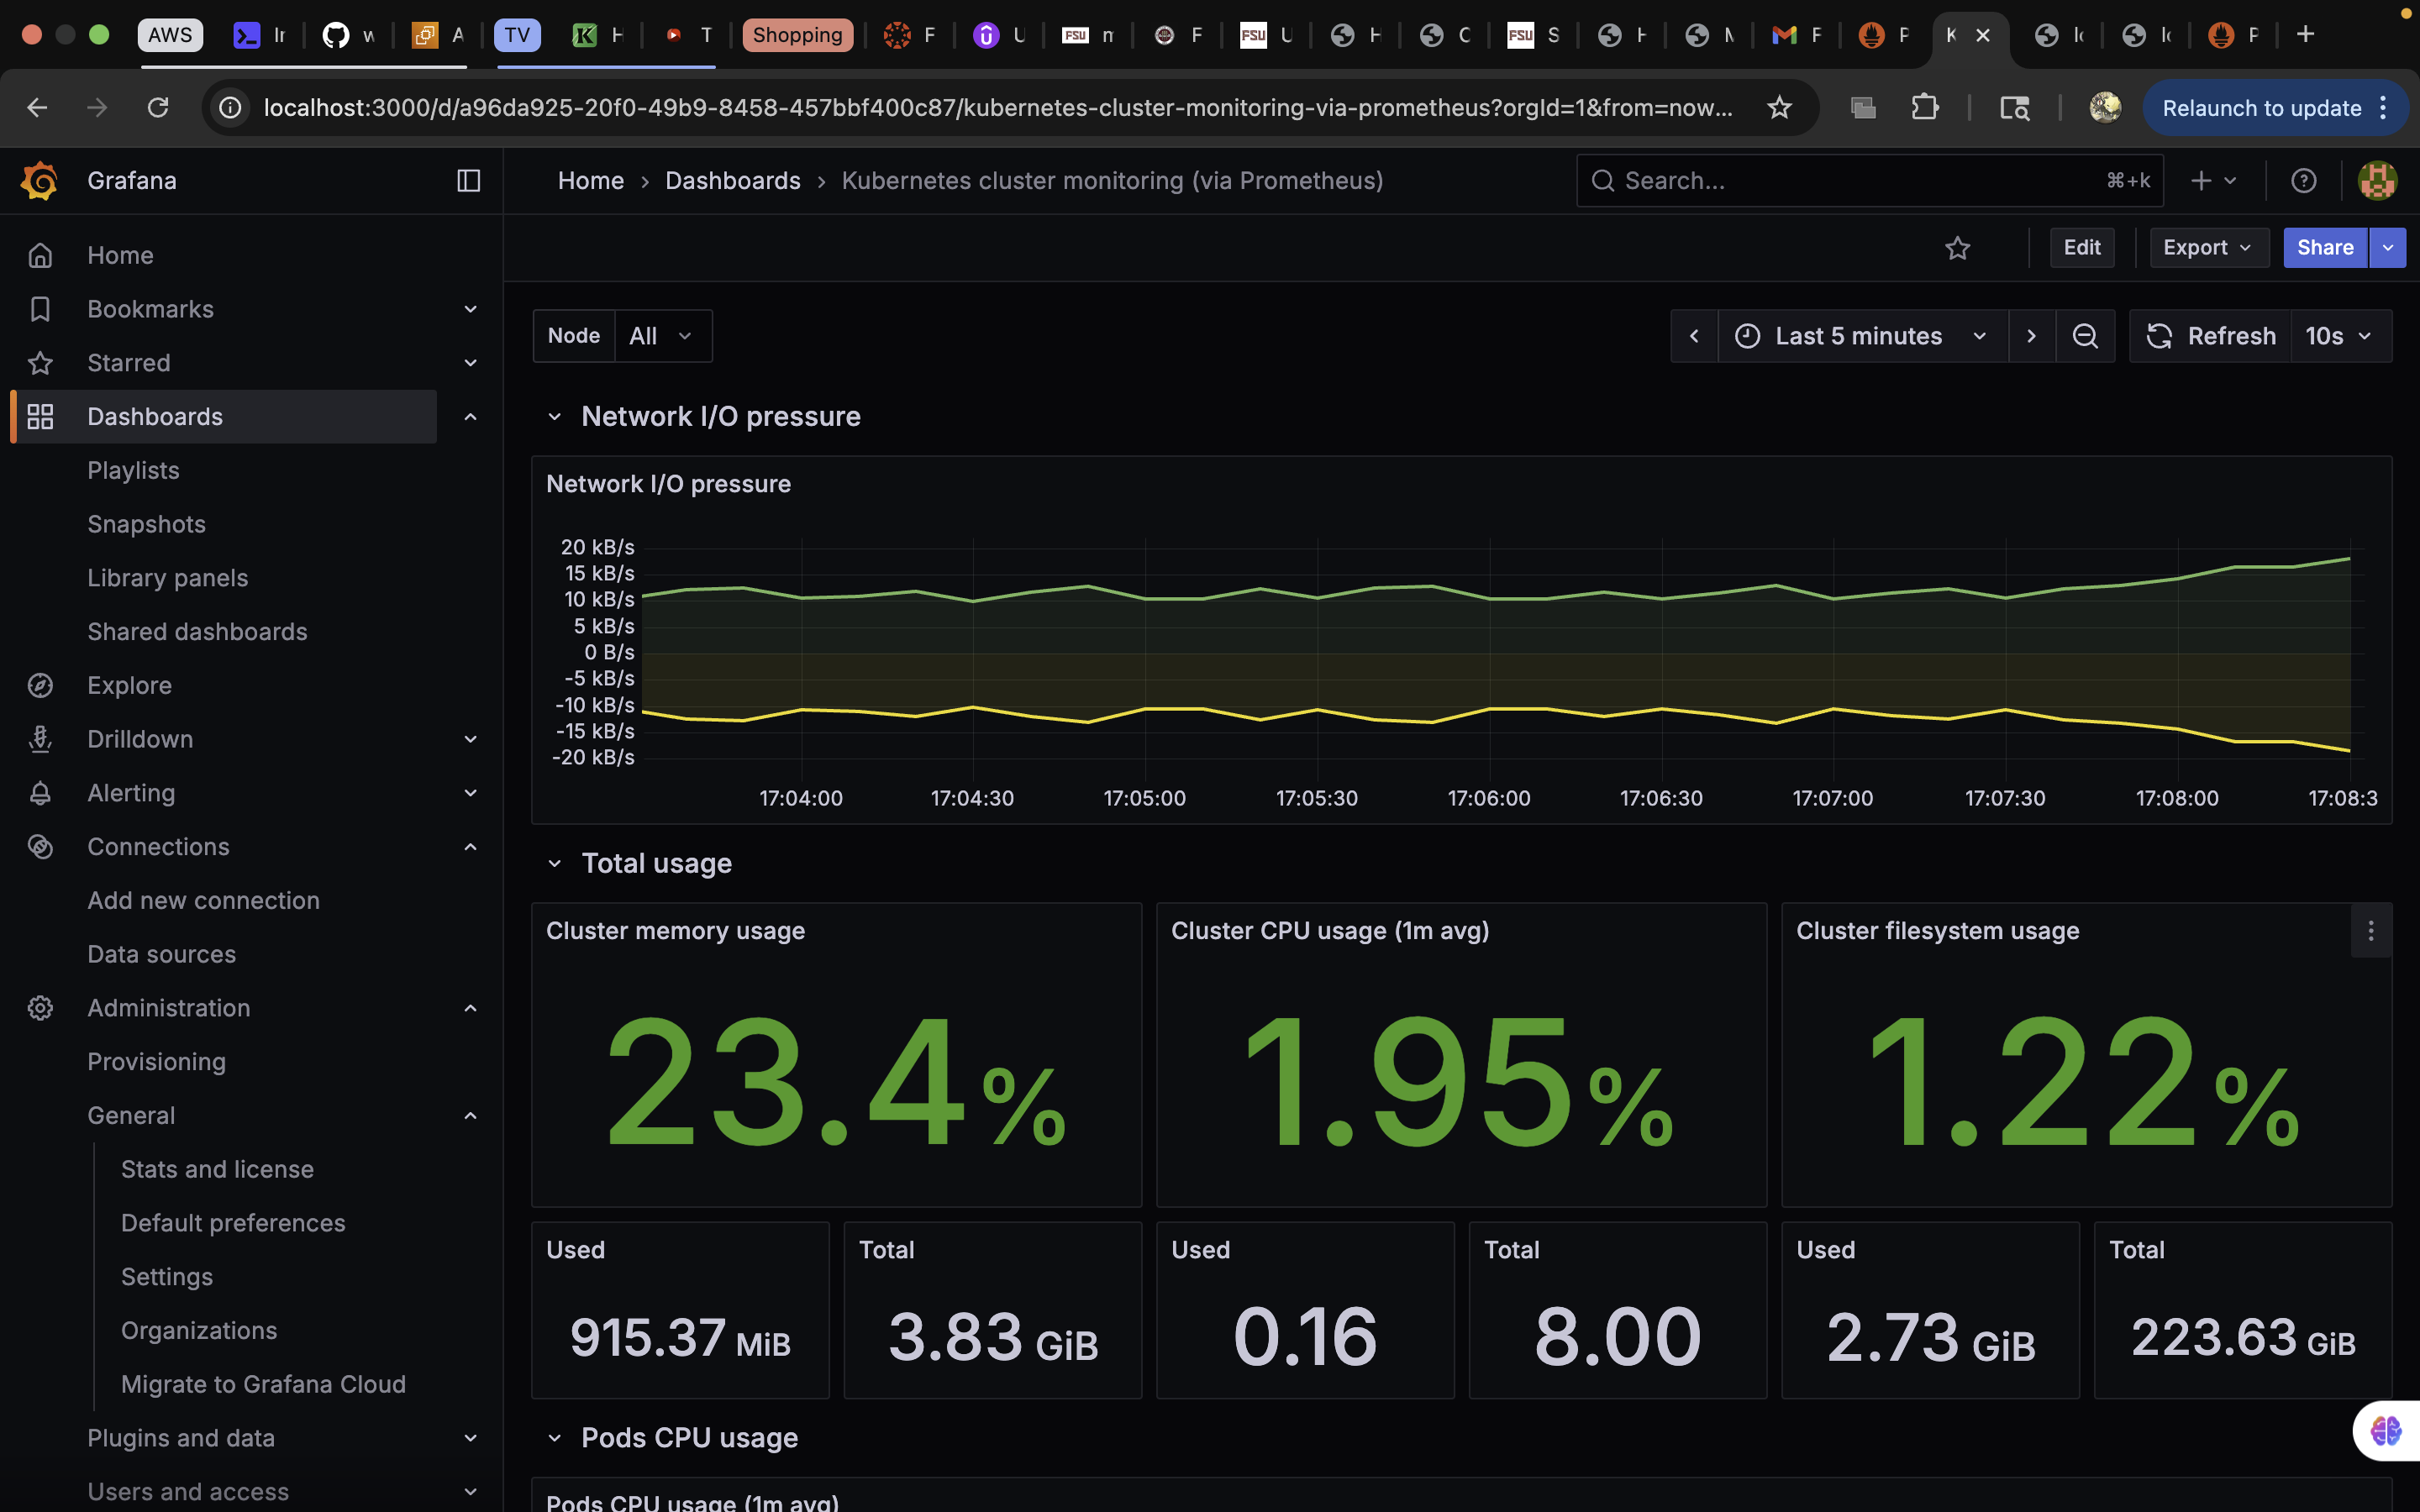 AWS Ir w A TV H T Shopping F U FSU m F FSU U H C FSU S H M F P K Ic Ic P
localhost:3000/d/a96da925-20f0-49b9-8458-457bbf400c87/kubernetes-cluster-monitoring-via-prometheus?orgId=1&from=now... Relaunch to update
Grafana
Home
Bookmarks
Starred
Dashboards
Playlists
Snapshots
Library panels
Shared dashboards
Explore
Drilldown
Alerting
Connections
Add new connection
Data sources
Administration
Provisioning
General
Stats and license
Default preferences
Settings
Organizations
Migrate to Grafana Cloud
Plugins and data
Users and access
Home › Dashboards › Kubernetes cluster monitoring (via Prometheus)
Search... ⌘+k
Edit Export Share
Node All
Last 5 minutes Refresh 10s
Network I/O pressure
Network I/O pressure
20 kB/s
15 kB/s
10 kB/s
5 kB/s
0 B/s
-5 kB/s
-10 kB/s
-15 kB/s
-20 kB/s
17:04:00 17:04:30 17:05:00 17:05:30 17:06:00 17:06:30 17:07:00 17:07:30 17:08:00 17:08:3
Total usage
Cluster memory usage
23.4%
Cluster CPU usage (1m avg)
1.95%
Cluster filesystem usage
1.22%
Used
915.37 MiB
Total
3.83 GiB
Used
0.16
Total
8.00
Used
2.73 GiB
Total
223.63 GiB
Pods CPU usage
Pods CPU usage (1m avg)